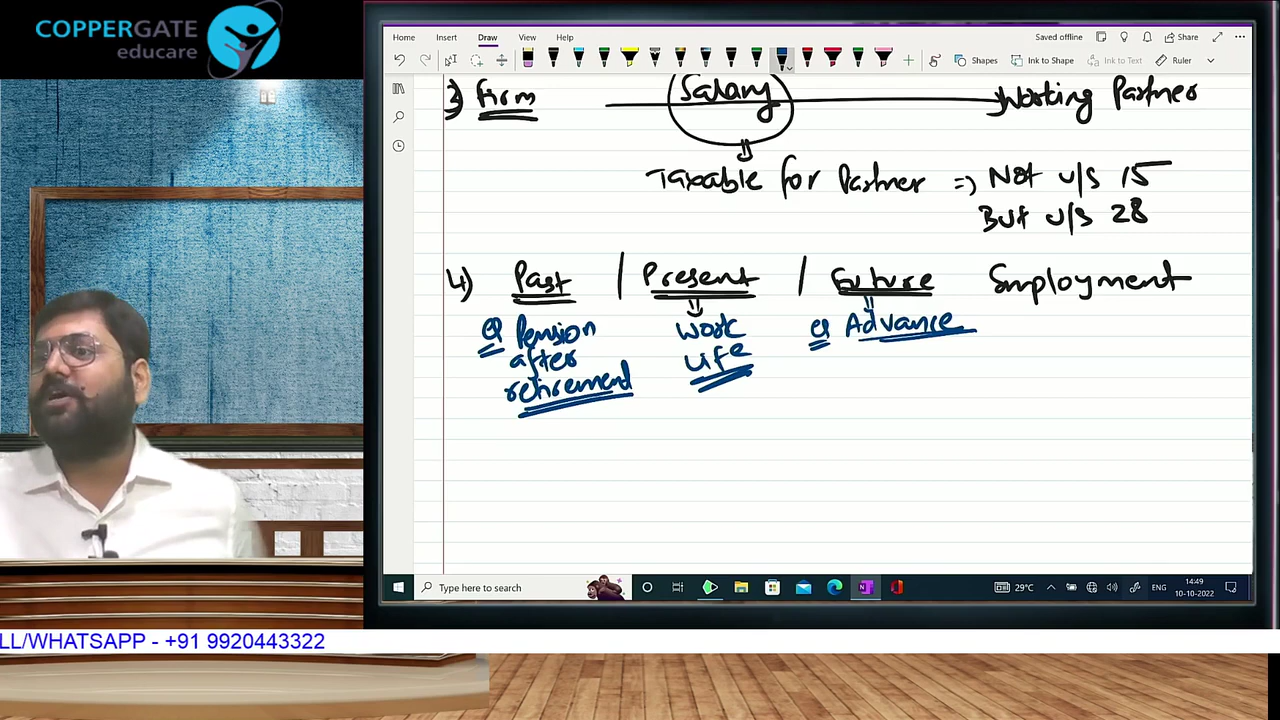 COPPERGATE
educare
Home Insert Draw View Help
Saved offline
Share
Shapes
Ink to Shape
Ink to Text
Ruler
3) Firm Salary Working Partner
Taxable for Partner => Not u/s 15
But u/s 28
4) Past / Present / Future Employment
eg Pension after retirement
Work Life
eg Advance
Type here to search
29°C
ENG
14:49
10-10-2022
LL/WHATSAPP - +91 9920443322